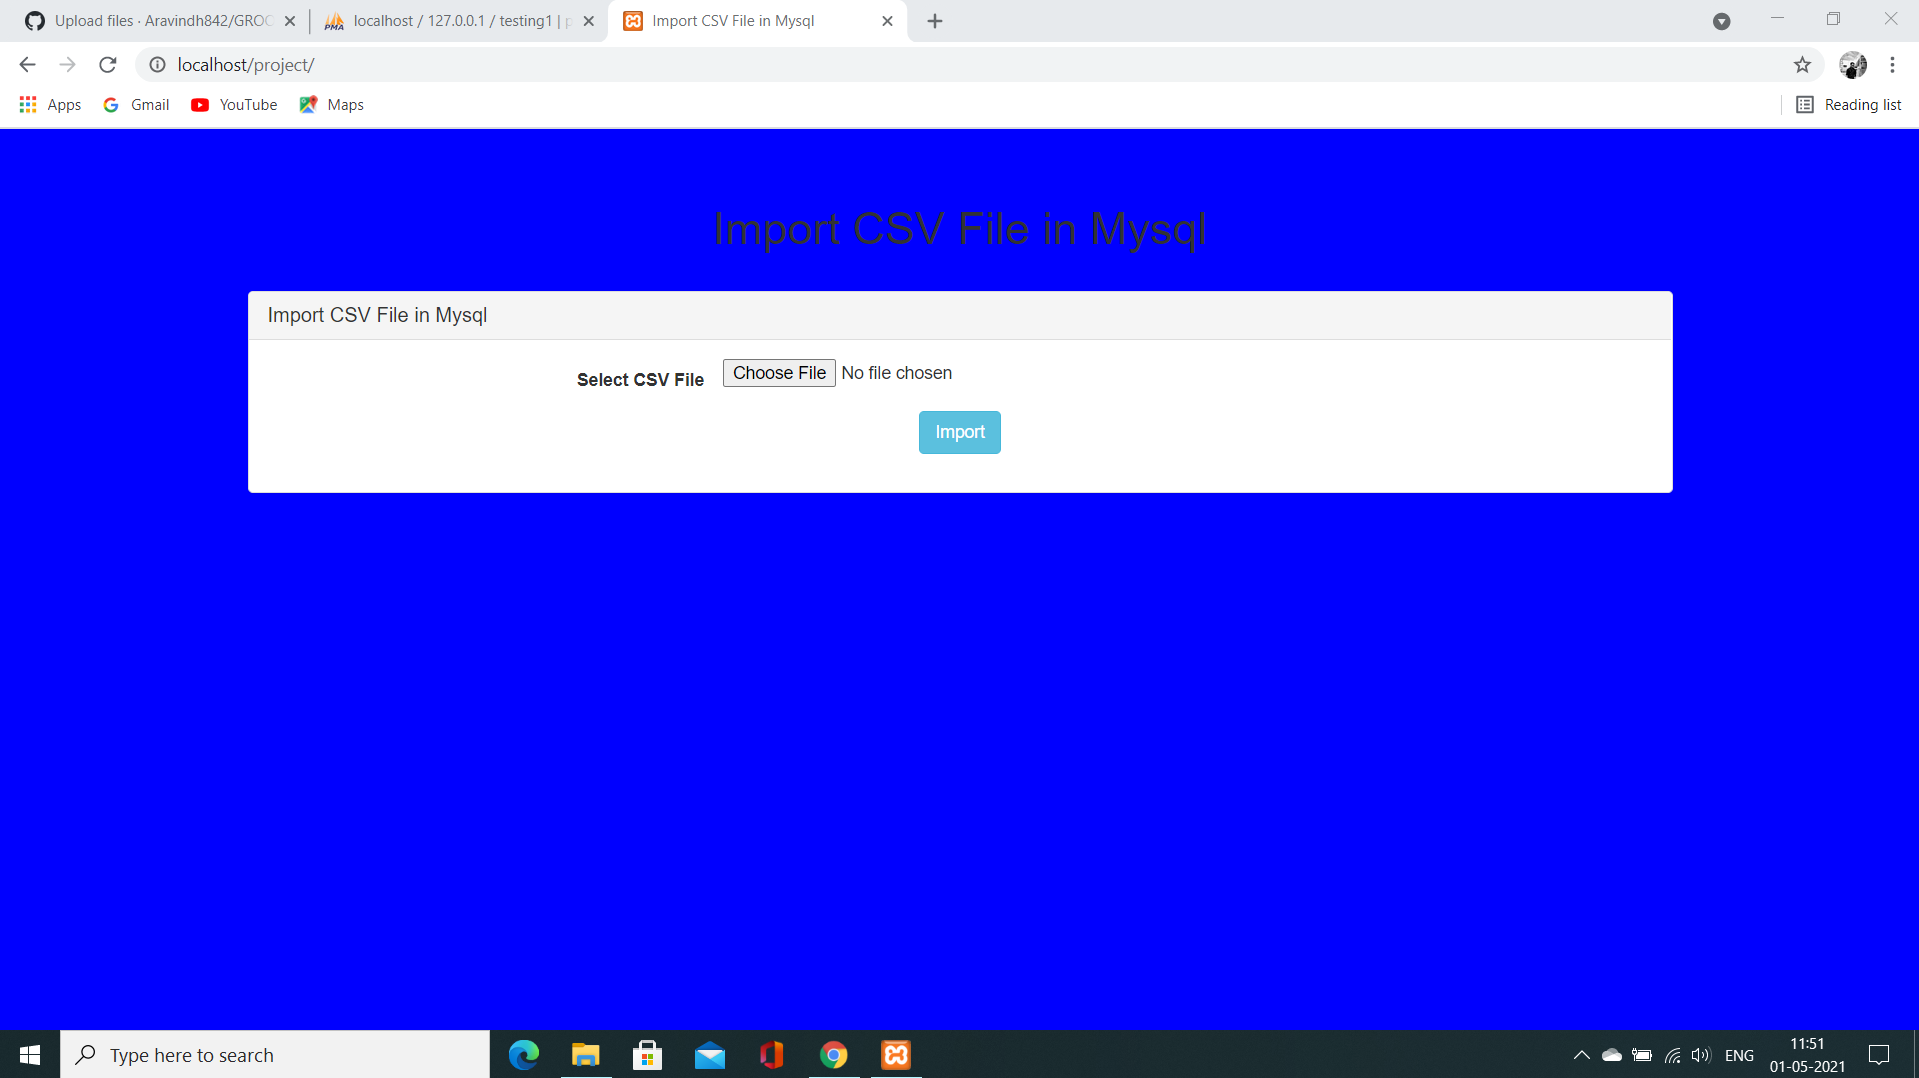 Upload files · Aravindh842/GROC
localhost / 127.0.0.1 / testing1 | p
Import CSV File in Mysql
localhost/project/
Apps
Gmail
YouTube
Maps
Reading list
Import CSV File in Mysql
Import CSV File in Mysql
Select CSV File
Choose File No file chosen
Import
Type here to search
ENG
11:51
01-05-2021